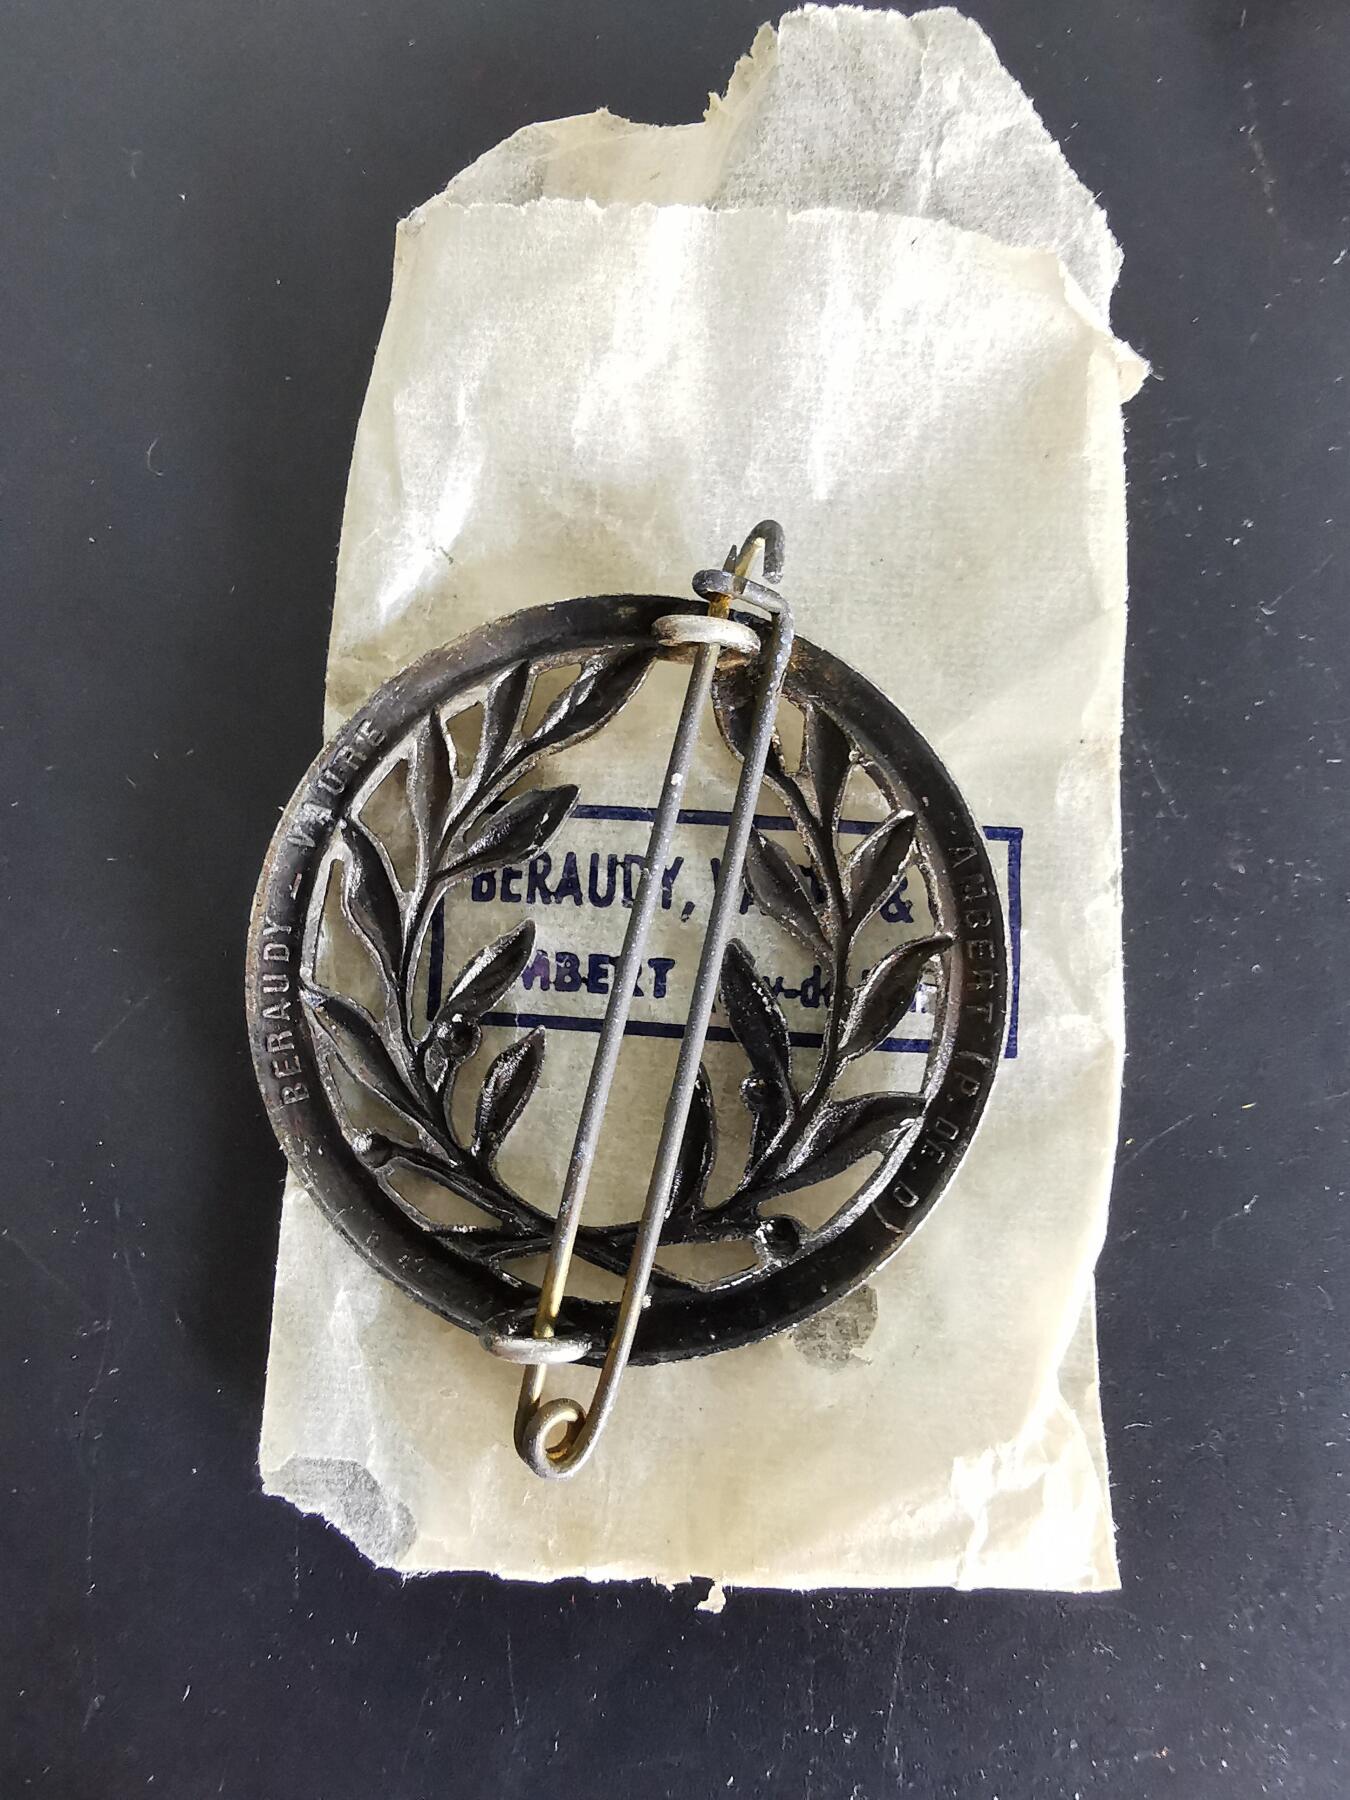 BERAUDY - VAURE
AMBERT (P. DE. D)
BERAUDY, &
MBERT